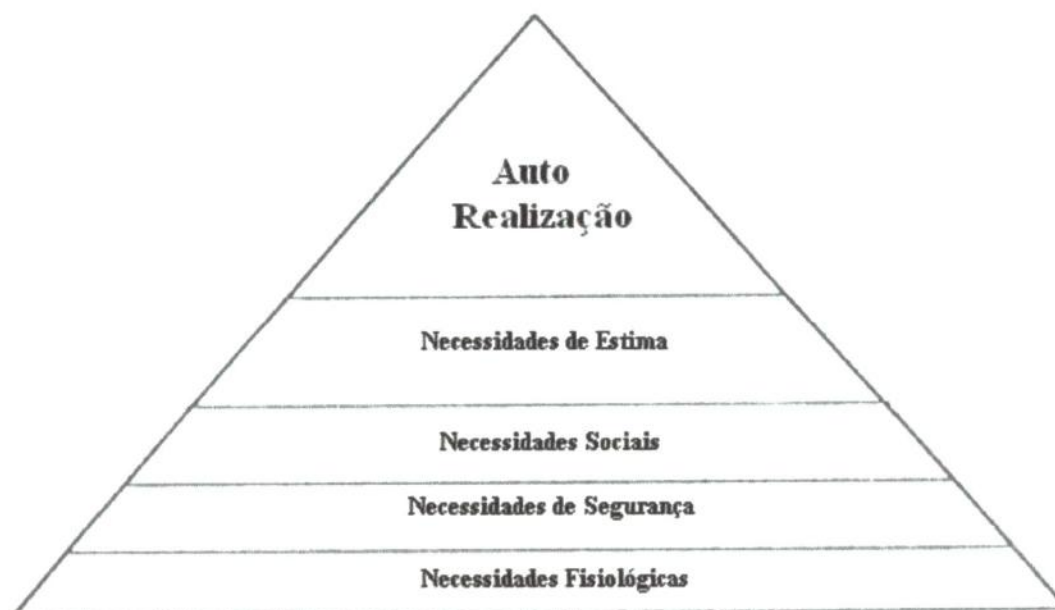 Auto
Realização
Necessidades de Estima
Necessidades Sociais
Necessidades de Segurança
Necessidades Fisiológicas